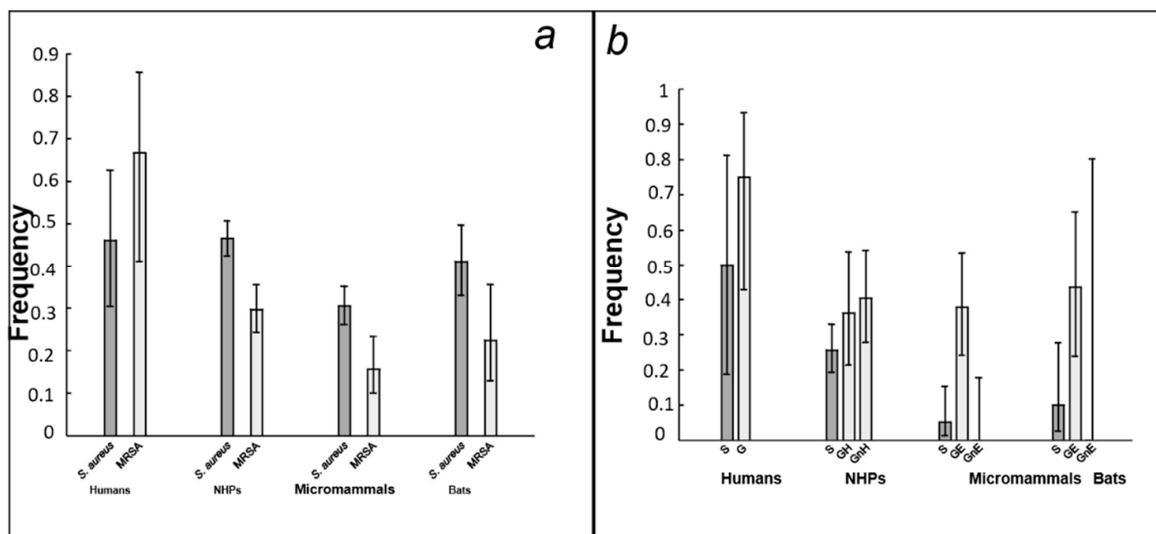 a
Frequency
0.9
0.8
0.7
0.6
0.5
0.4
0.3
0.2
0.1
0
S. aureus MRSA S. aureus MRSA S. aureus MRSA S. aureus MRSA
Humans NHPs Micromammals Bats
b
Frequency
1
0.9
0.8
0.7
0.6
0.5
0.4
0.3
0.2
0.1
0
S G S GH GnH S GE GnE S GE GnE
Humans NHPs Micromammals Bats